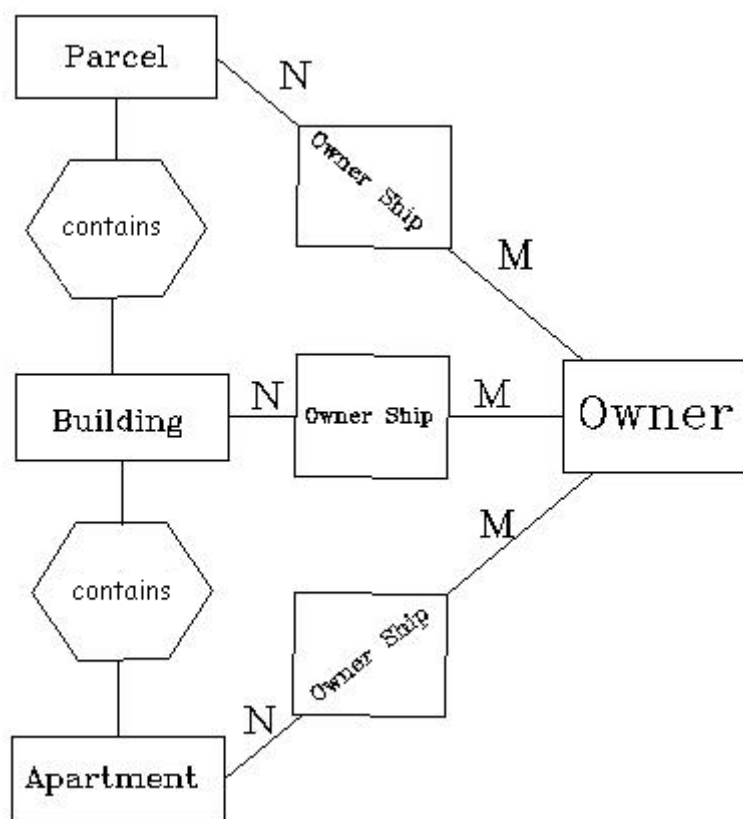 Parcel
N
Owner Ship
contains
M
Building
N
Owner Ship
M
Owner
M
contains
Owner Ship
N
Apartment